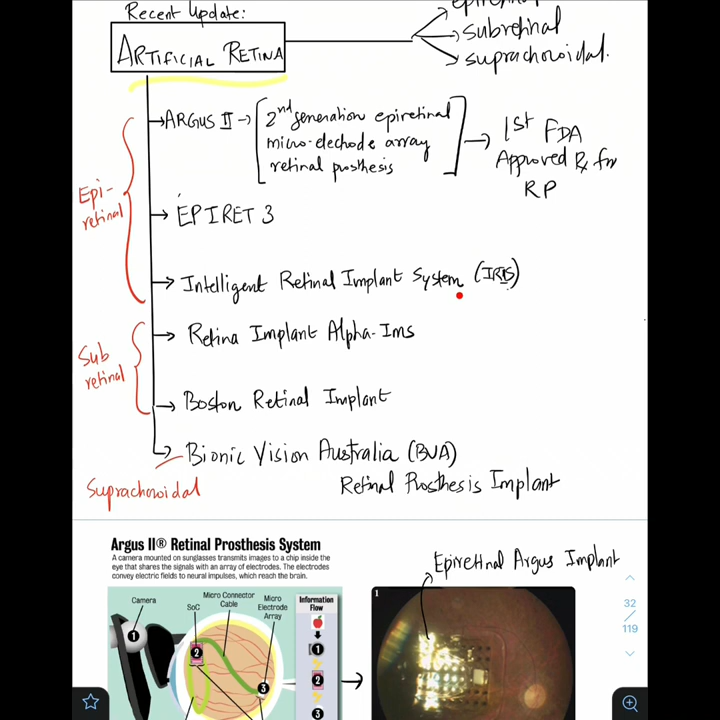 Recent Update:
ARTIFICIAL RETINA
epiretinal
subretinal
suprachoroidal.
ARGUS II → 2nd generation epiretinal
micro-electrode array
retinal prosthesis
1st FDA
Approved Rx for
RP
Epi-
retinal
EPIRET 3
Intelligent Retinal Implant System (IRIS)
Retina Implant Alpha-Ims
Sub
retinal
Boston Retinal Implant
Bionic Vision Australia (BVA)
Retinal Prosthesis Implant
Suprachoroidal
Argus II® Retinal Prosthesis System
A camera mounted on sunglasses transmits images to a chip inside the
eye that shares the signals with an array of electrodes. The electrodes
convey electric fields to neural impulses, which reach the brain.
Epiretinal Argus Implant
Camera
SoC
Micro Connector
Cable
Micro
Electrode
Array
Information
Flow
1
2
3
1
2
3
1
32
/
119